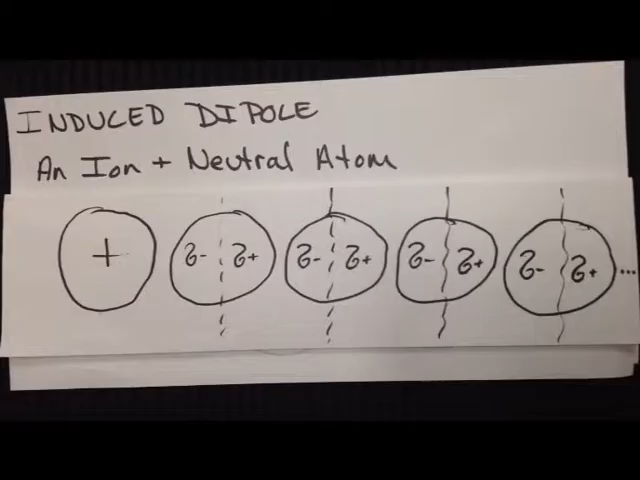 INDUCED DIPOLE
An Ion + Neutral Atom
+ δ- δ+ δ- δ+ δ- δ+ δ- δ+ ...